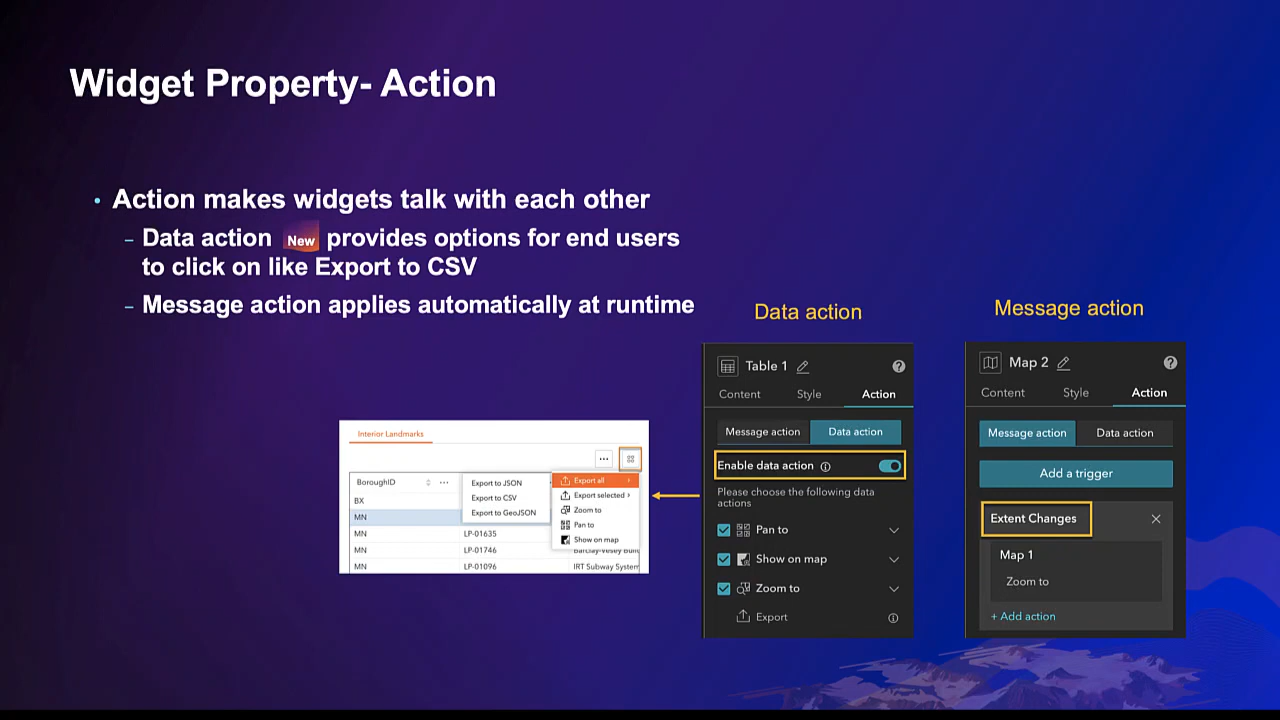 Widget Property- Action
• Action makes widgets talk with each other
– Data action New provides options for end users
to click on like Export to CSV
– Message action applies automatically at runtime
Data action
Message action
Interior Landmarks
BoroughID
BX
MN
MN LP-01635
MN LP-01746 Barclay-Vesey Build
MN LP-01096 IRT Subway System
Export to JSON
Export to CSV
Export to GeoJSON
Export all
Export selected
Zoom to
Pan to
Show on map
Table 1
Content Style Action
Message action Data action
Enable data action
Please choose the following data
actions
Pan to
Show on map
Zoom to
Export
Map 2
Content Style Action
Message action Data action
Add a trigger
Extent Changes
Map 1
Zoom to
+ Add action